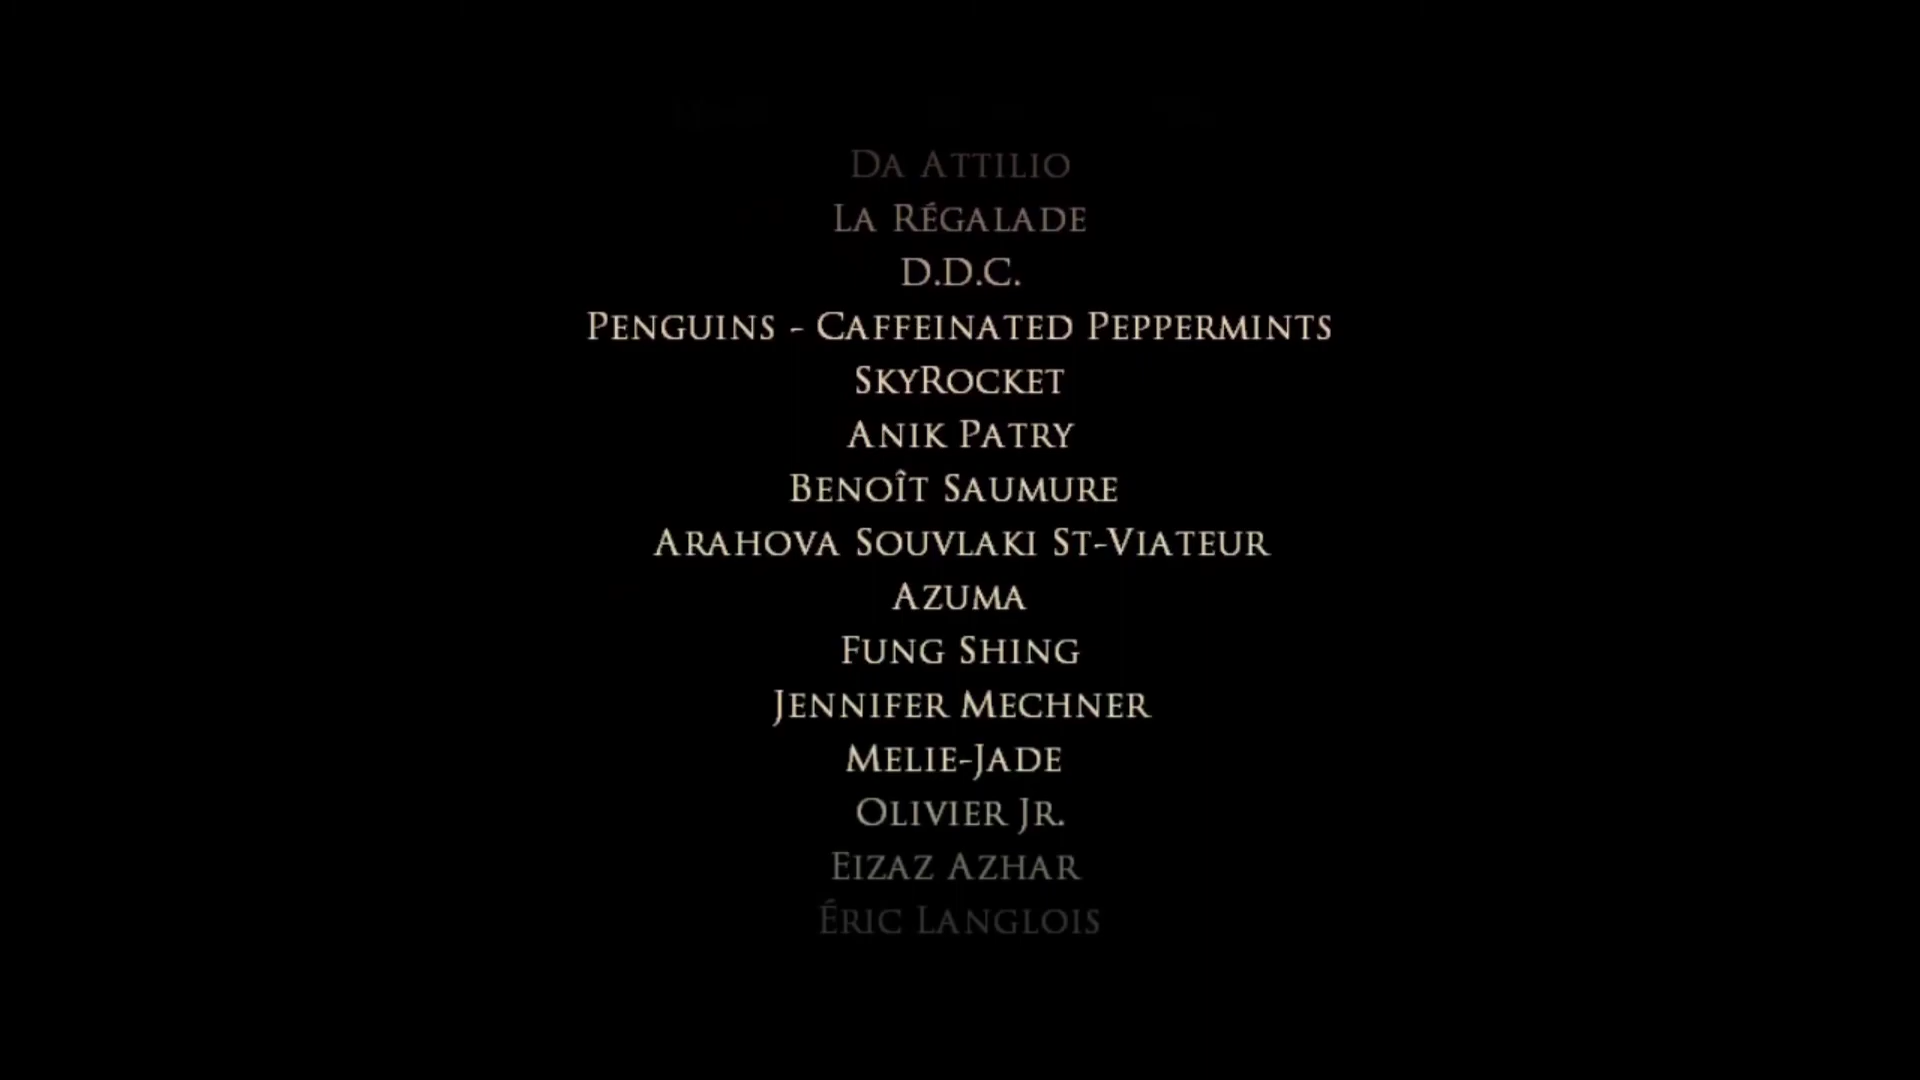 Da Attilio
La Régalade
D.D.C.
Penguins - Caffeinated Peppermints
SkyRocket
Anik Patry
Benoît Saumure
Arahova Souvlaki St-Viateur
Azuma
Fung Shing
Jennifer Mechner
Melie-Jade
Olivier Jr.
Eizaz Azhar
Éric Langlois